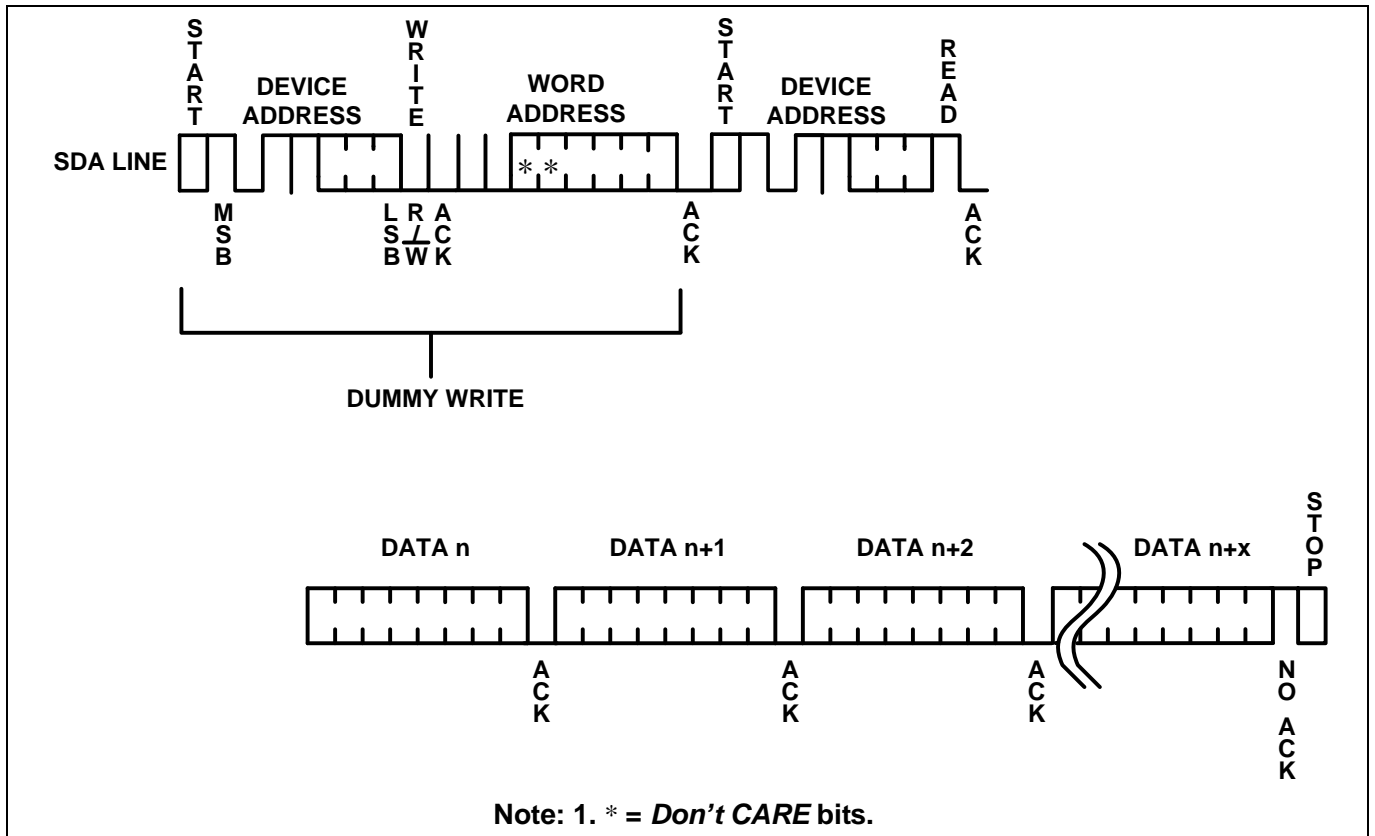 START
WRITE
START
READ
DEVICE
ADDRESS
WORD
ADDRESS
DEVICE
ADDRESS
SDA LINE
* *
MSB
LSB
R/W
ACK
ACK
ACK
DUMMY WRITE
STOP
DATA n
DATA n+1
DATA n+2
DATA n+x
ACK
ACK
ACK
NO ACK
Note: 1. * = Don't CARE bits.